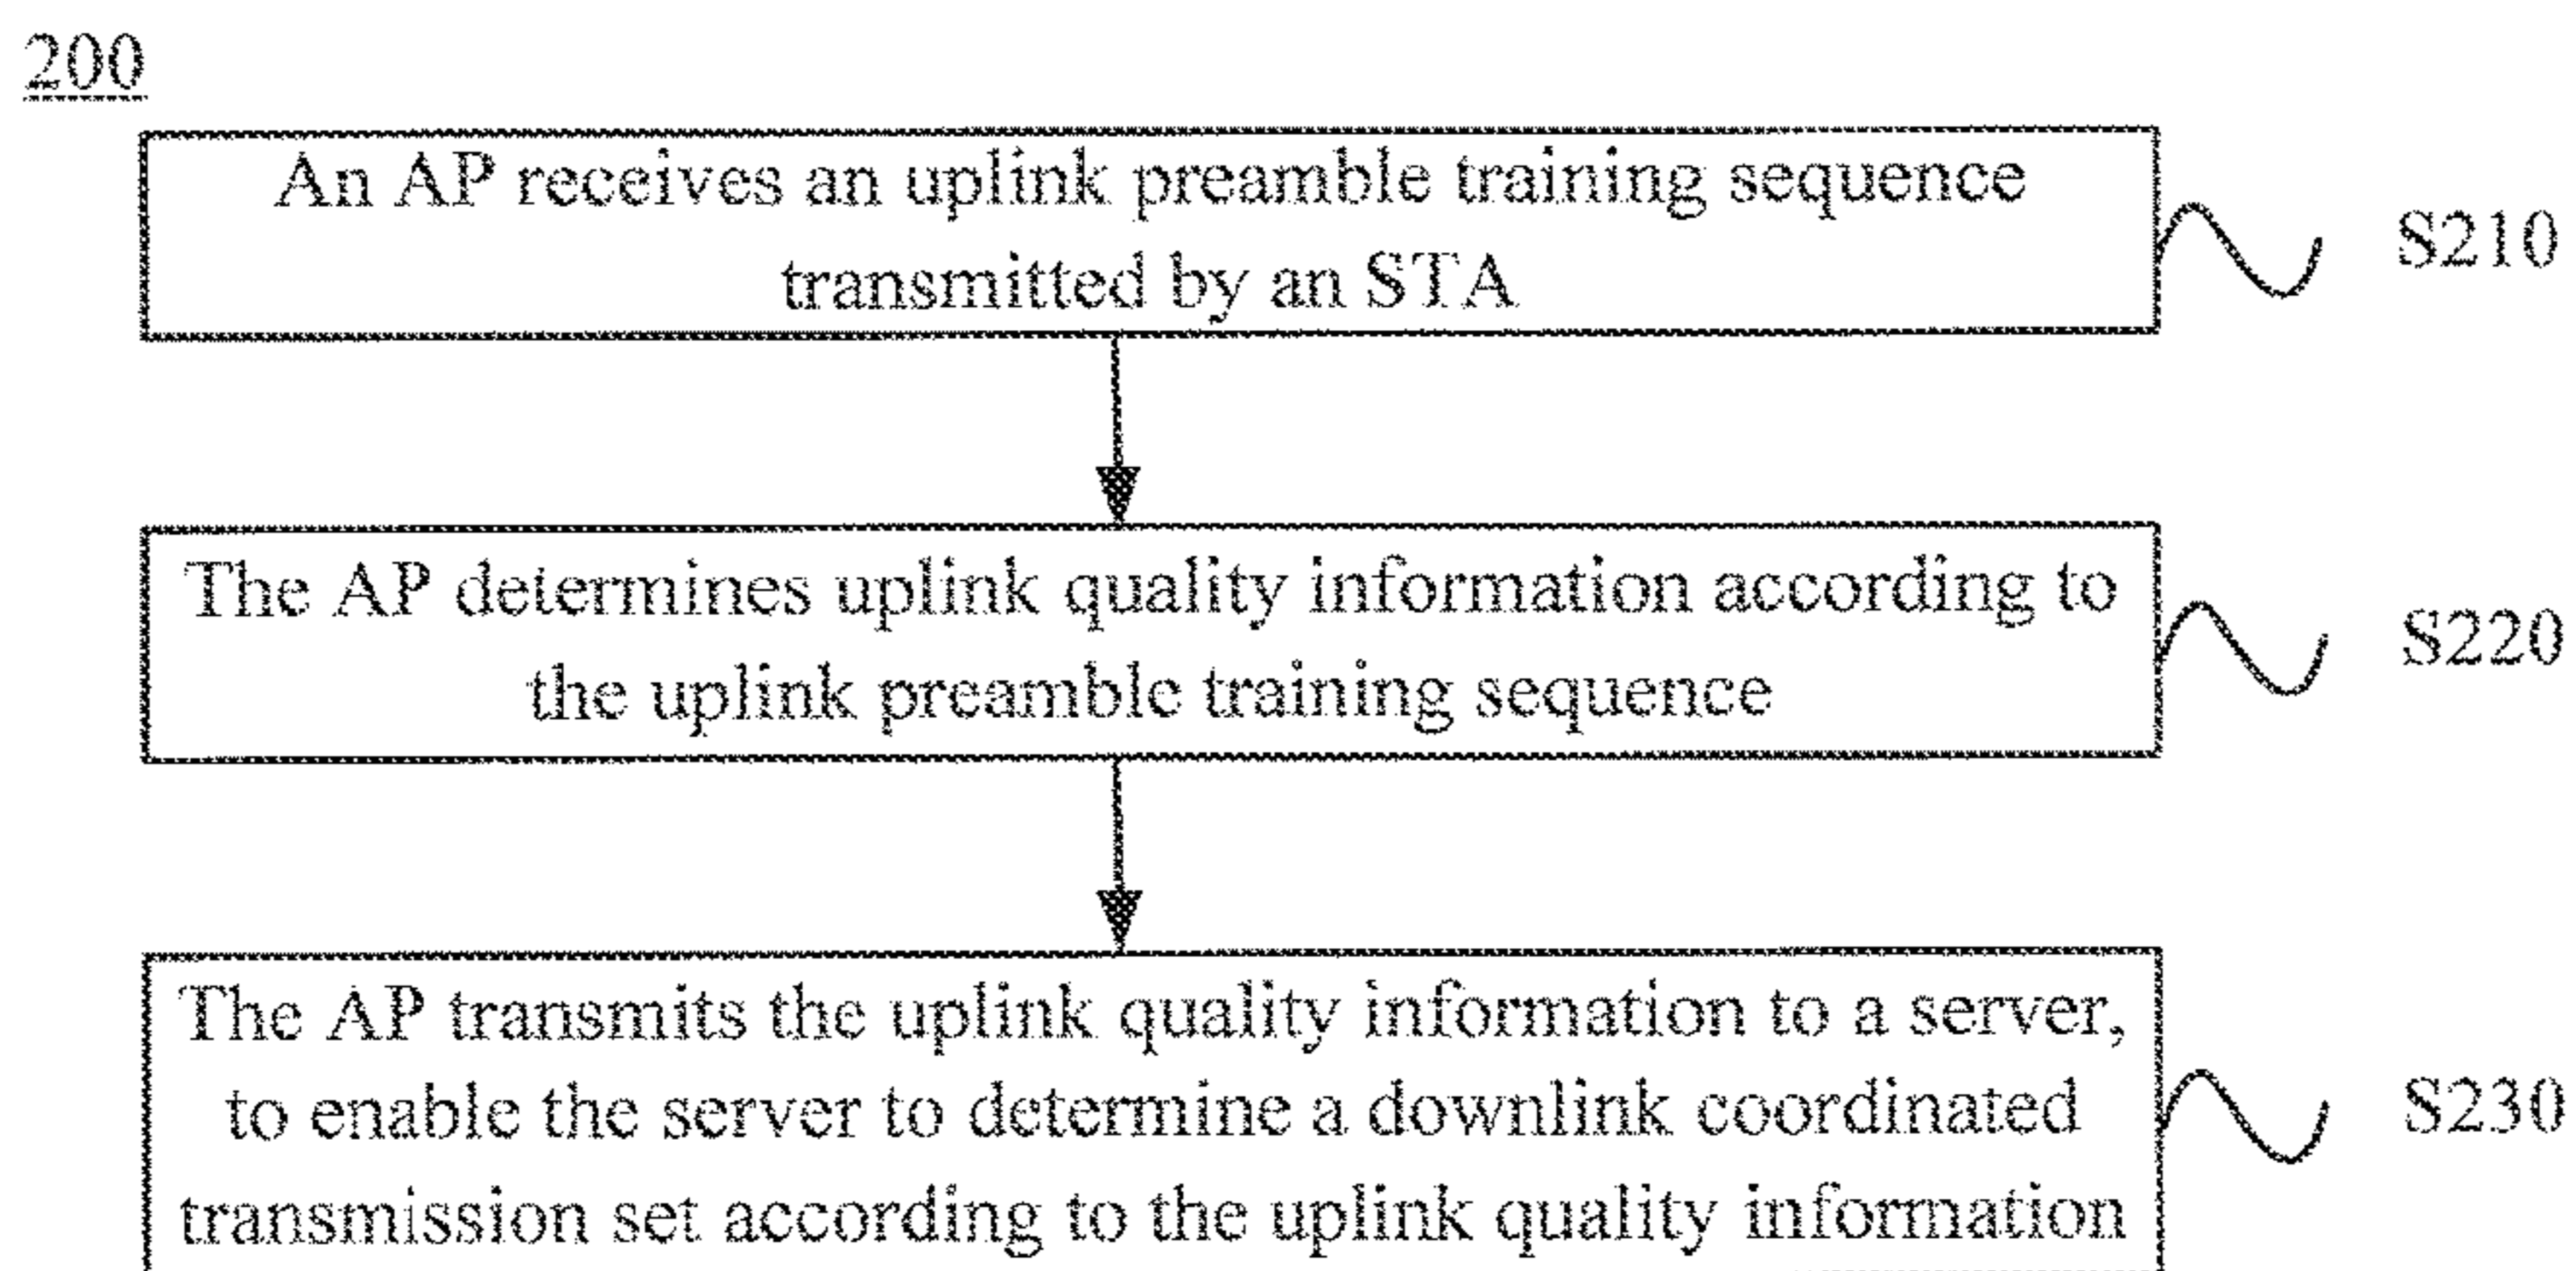 200
An AP receives an uplink preamble training sequence
transmitted by an STA
S210
The AP determines uplink quality information according to
the uplink preamble training sequence
S220
The AP transmits the uplink quality information to a server,
to enable the server to determine a downlink coordinated
transmission set according to the uplink quality information
S230